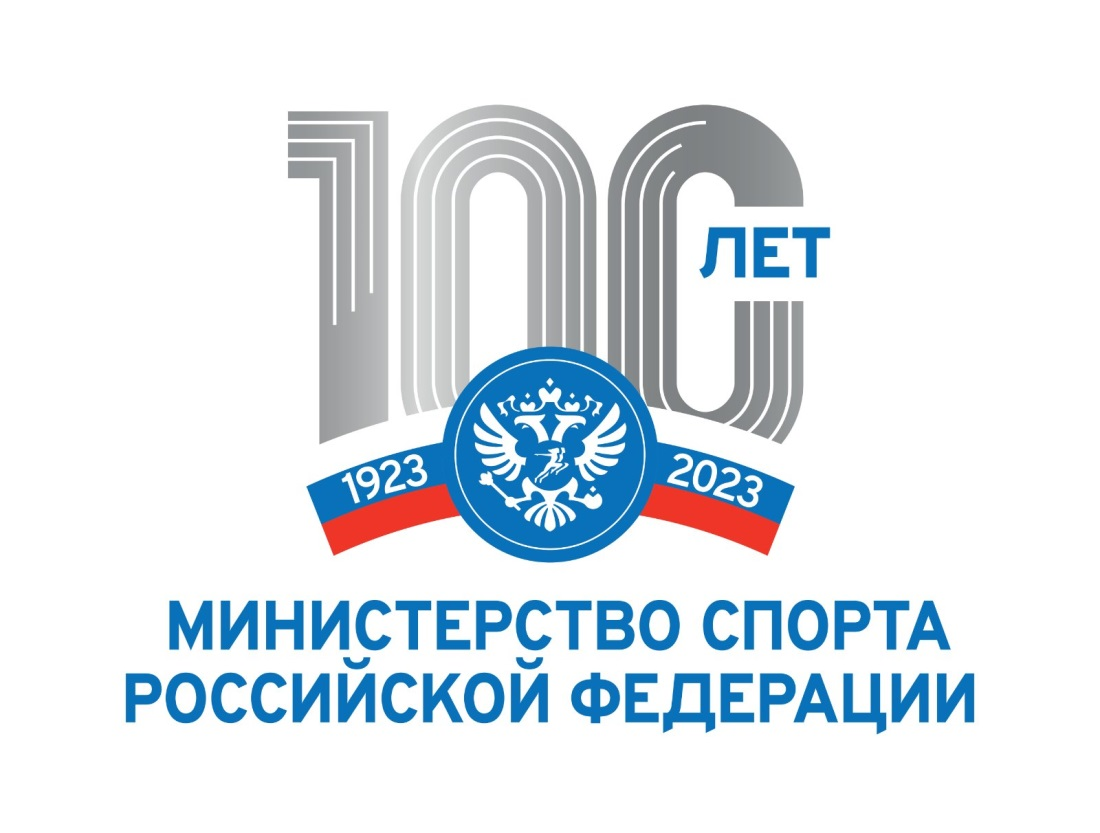 100
ЛЕТ
1923 2023
МИНИСТЕРСТВО СПОРТА
РОССИЙСКОЙ ФЕДЕРАЦИИ